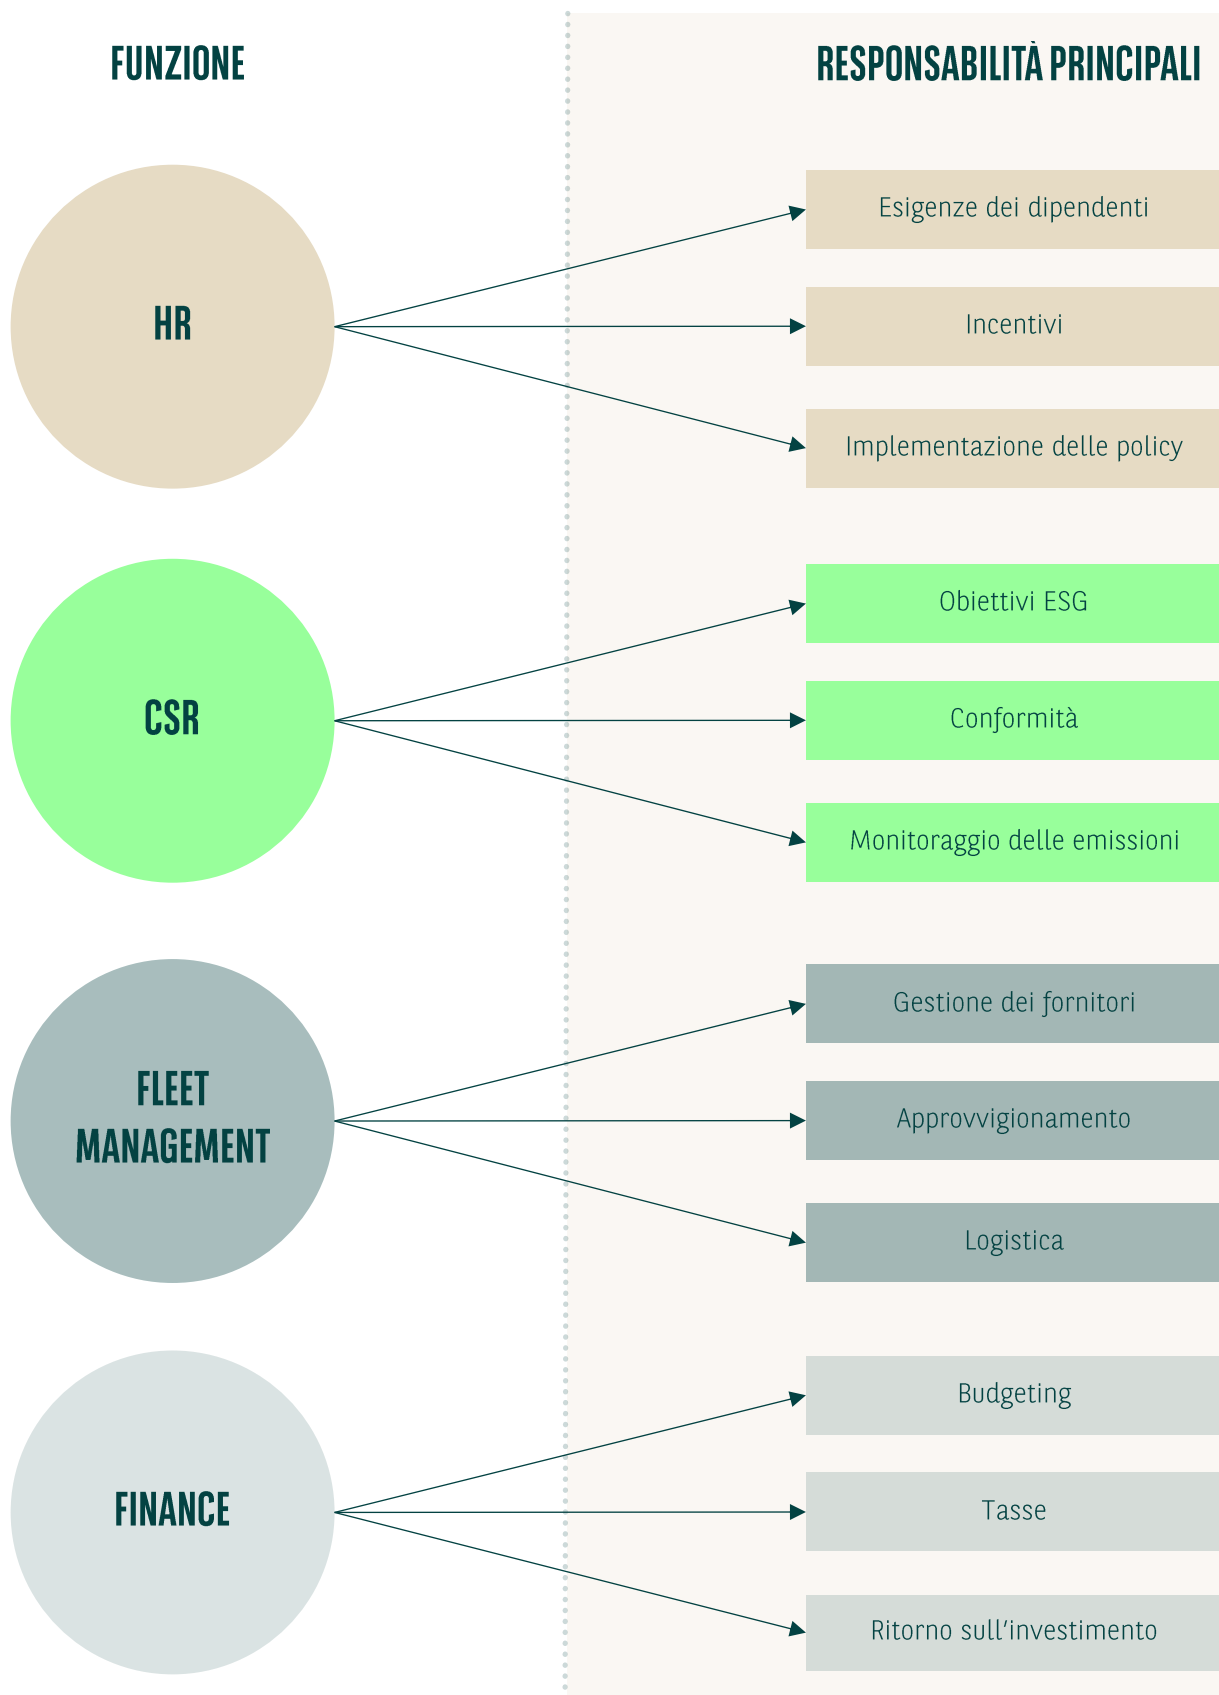 FUNZIONE
RESPONSABILITÀ PRINCIPALI
HR
Esigenze dei dipendenti
Incentivi
Implementazione delle policy
CSR
Obiettivi ESG
Conformità
Monitoraggio delle emissioni
FLEET
MANAGEMENT
Gestione dei fornitori
Approvvigionamento
Logistica
FINANCE
Budgeting
Tasse
Ritorno sull’investimento